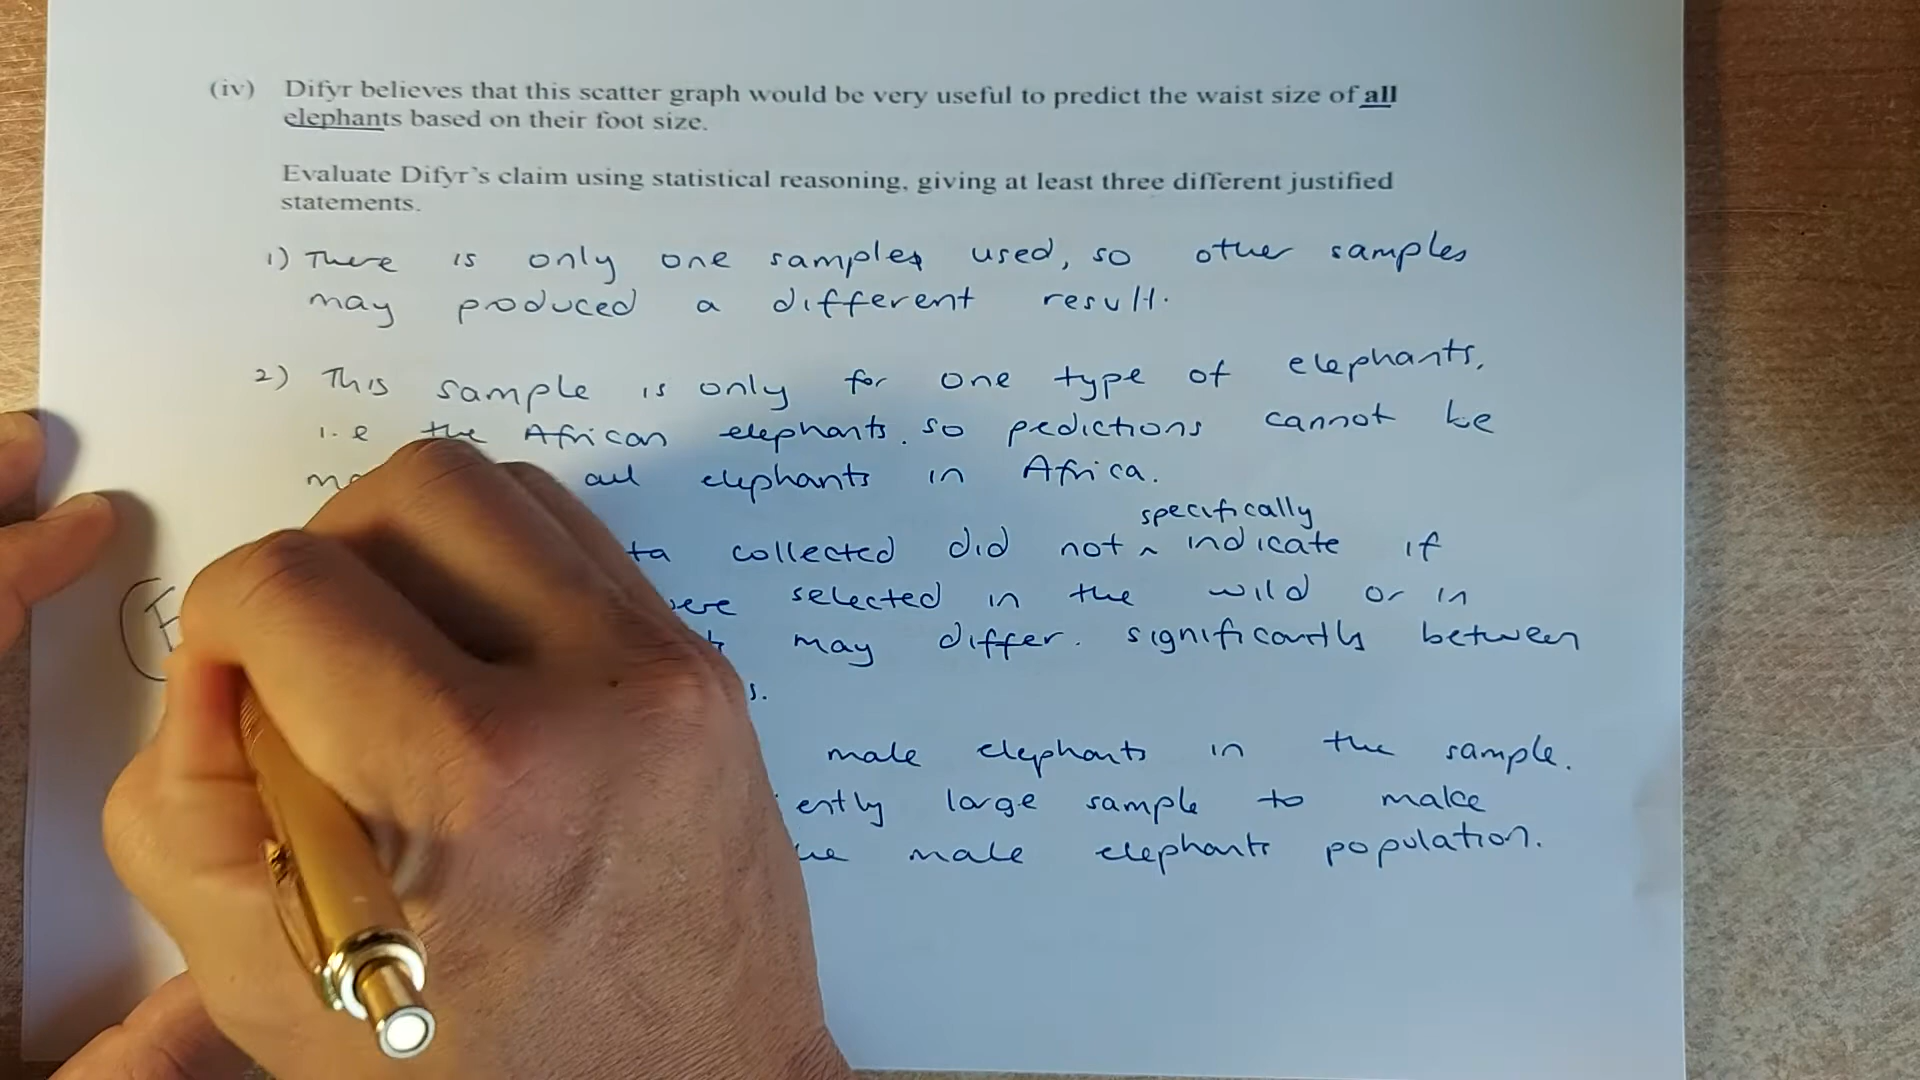 (iv) Difyr believes that this scatter graph would be very useful to predict the waist size of all
elephants based on their foot size.
Evaluate Difyr's claim using statistical reasoning, giving at least three different justified
statements.
1) There is only one sample used, so other samples
may produced a different result.
2) This sample is only for one type of elephants,
i.e the African elephants. so pedictions cannot be
all elephants in Africa.
specifically
collected did not ^ indicate if
selected in the wild or in
may differ. significantly between
male elephants in the sample.
large sample to make
male elephants population.